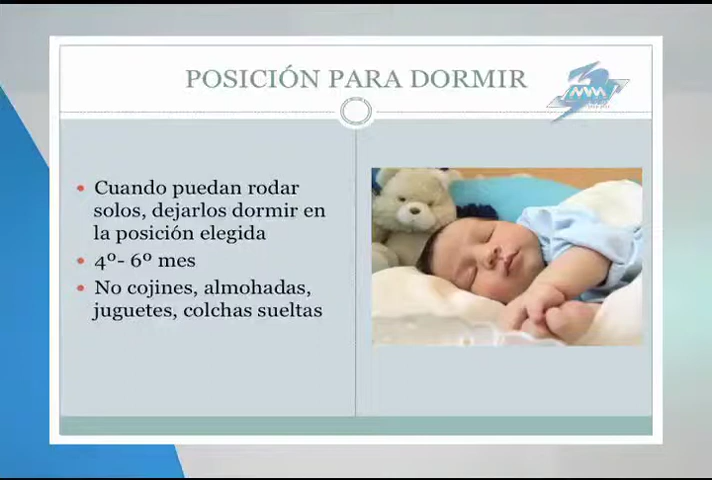 POSICIÓN PARA DORMIR
• Cuando puedan rodar
solos, dejarlos dormir en
la posición elegida
• 4º- 6º mes
• No cojines, almohadas,
juguetes, colchas sueltas